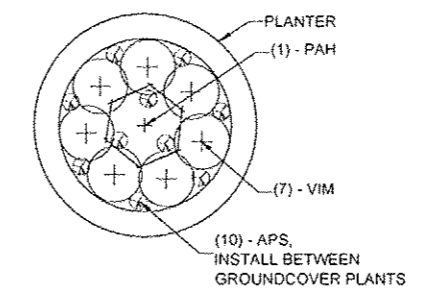 PLANTER
(1) - PAH
(7) - VIM
(10) - APS,
INSTALL BETWEEN
GROUNDCOVER PLANTS